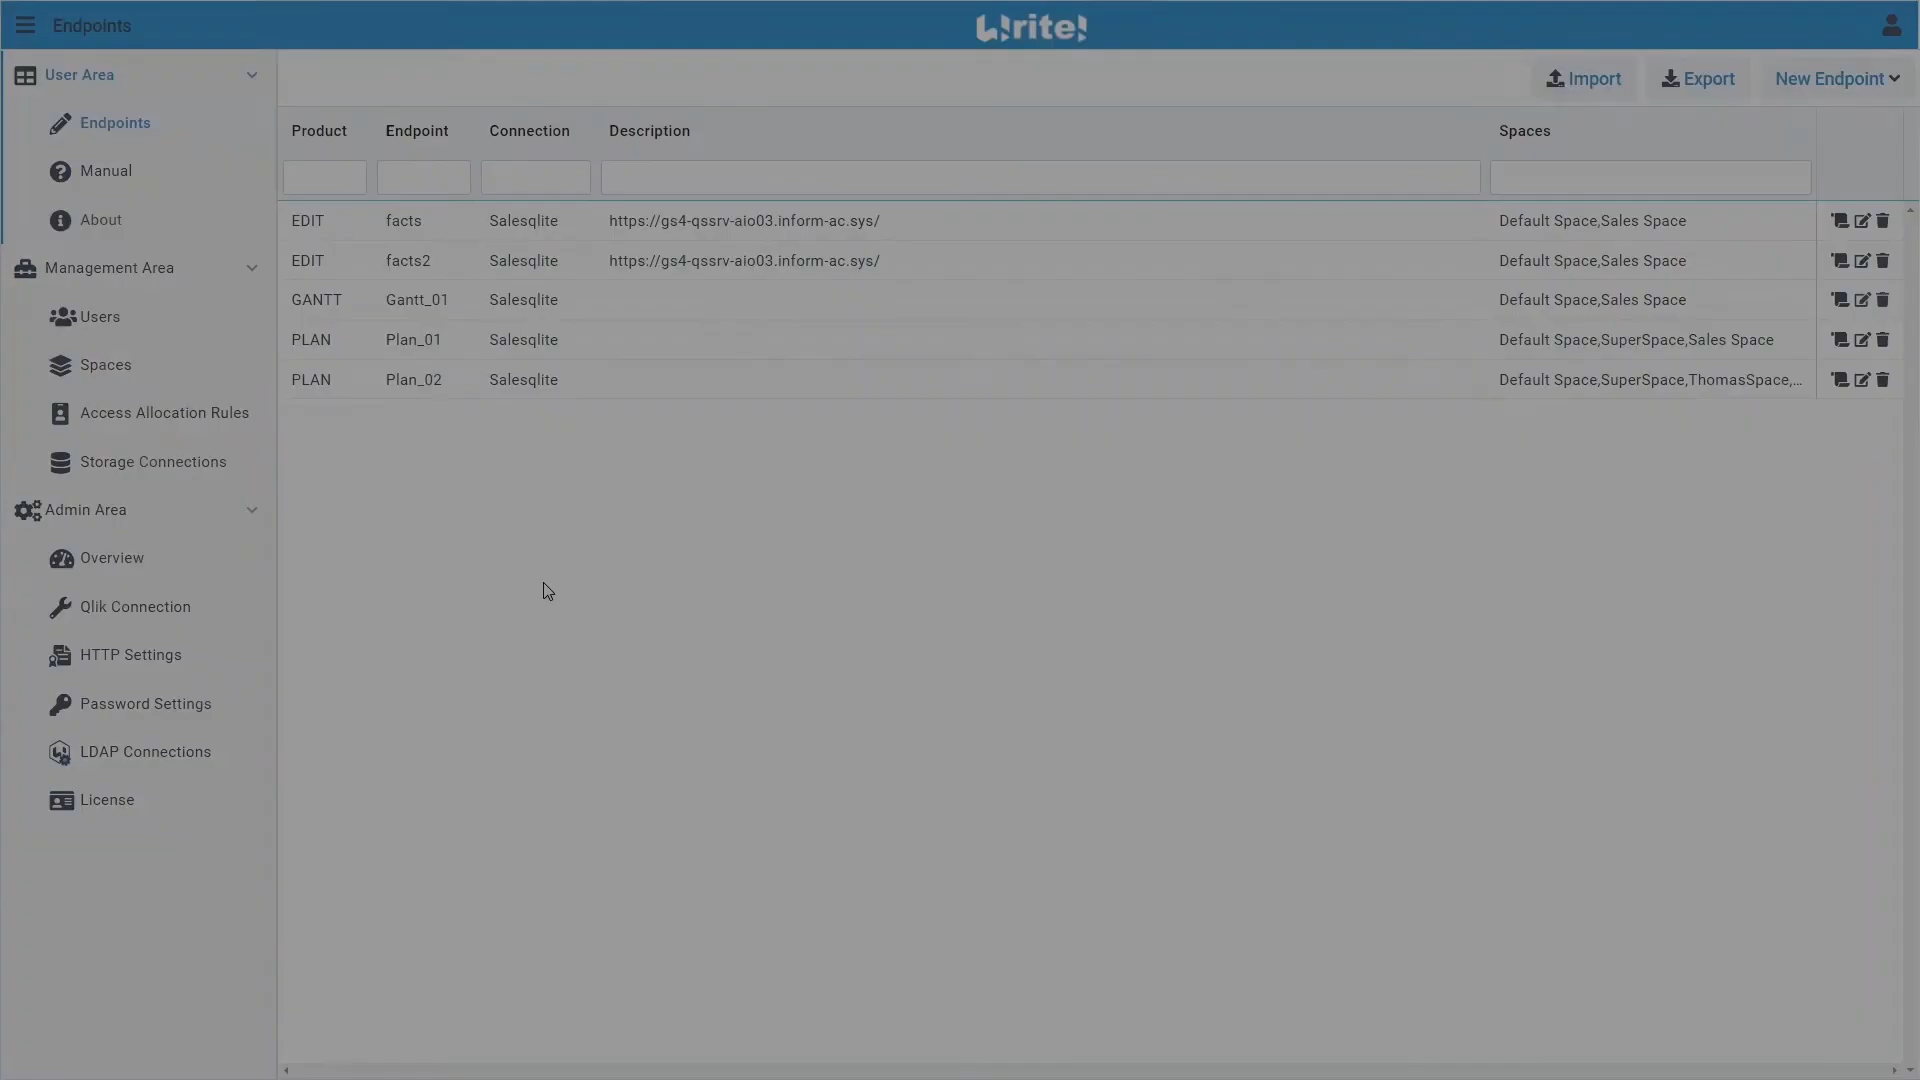 Endpoints
User Area
Endpoints
Manual
About
Management Area
Users
Spaces
Access Allocation Rules
Storage Connections
Admin Area
Overview
Qlik Connection
HTTP Settings
Password Settings
LDAP Connections
License
Import Export New Endpoint
Product Endpoint Connection Description Spaces
EDIT facts Salesqlite https://gs4-qssrv-aio03.inform-ac.sys/ Default Space,Sales Space
EDIT facts2 Salesqlite https://gs4-qssrv-aio03.inform-ac.sys/ Default Space,Sales Space
GANTT Gantt_01 Salesqlite Default Space,Sales Space
PLAN Plan_01 Salesqlite Default Space,SuperSpace,Sales Space
PLAN Plan_02 Salesqlite Default Space,SuperSpace,ThomasSpace,...